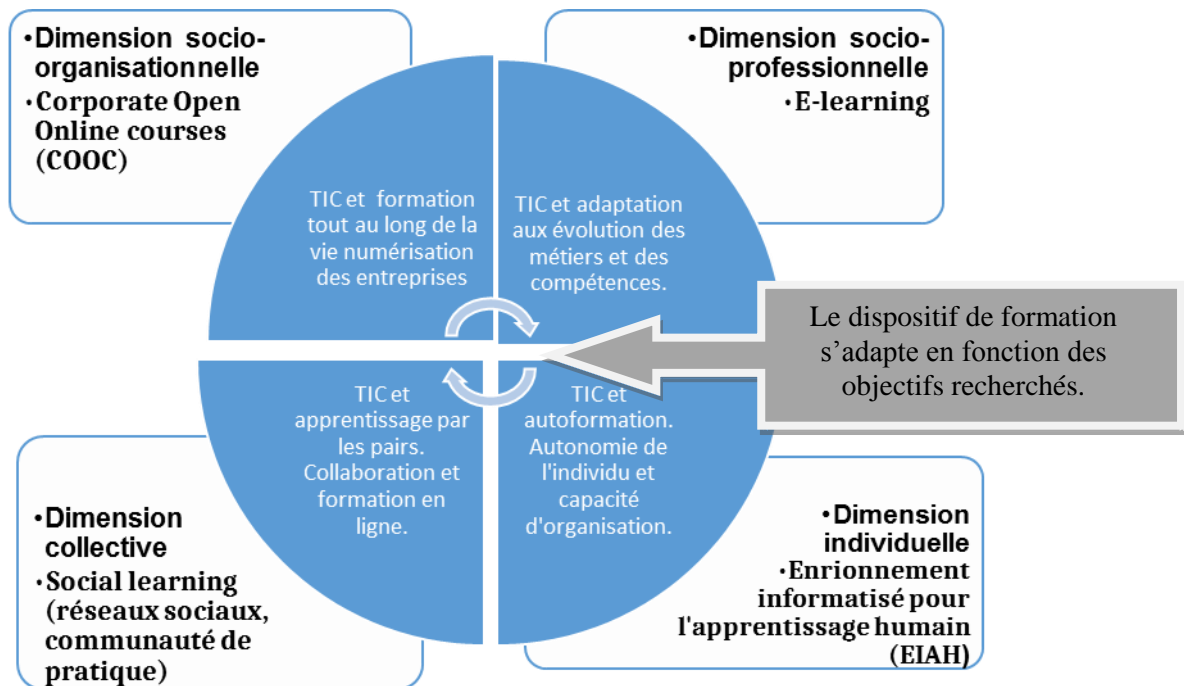 •Dimension socio-
organisationnelle
•Corporate Open
Online courses
(COOC)
•Dimension socio-
professionnelle
•E-learning
TIC et formation
tout au long de la
vie numérisation
des entreprises
TIC et adaptation
aux évolution des
métiers et des
compétences.
Le dispositif de formation
s’adapte en fonction des
objectifs recherchés.
TIC et
apprentissage par
les pairs.
Collaboration et
formation en
ligne.
TIC et
autoformation.
Autonomie de
l'individu et
capacité
d'organisation.
•Dimension
collective
•Social learning
(réseaux sociaux,
communauté de
pratique)
•Dimension
individuelle
•Enrionnement
informatisé pour
l'apprentissage humain
(EIAH)